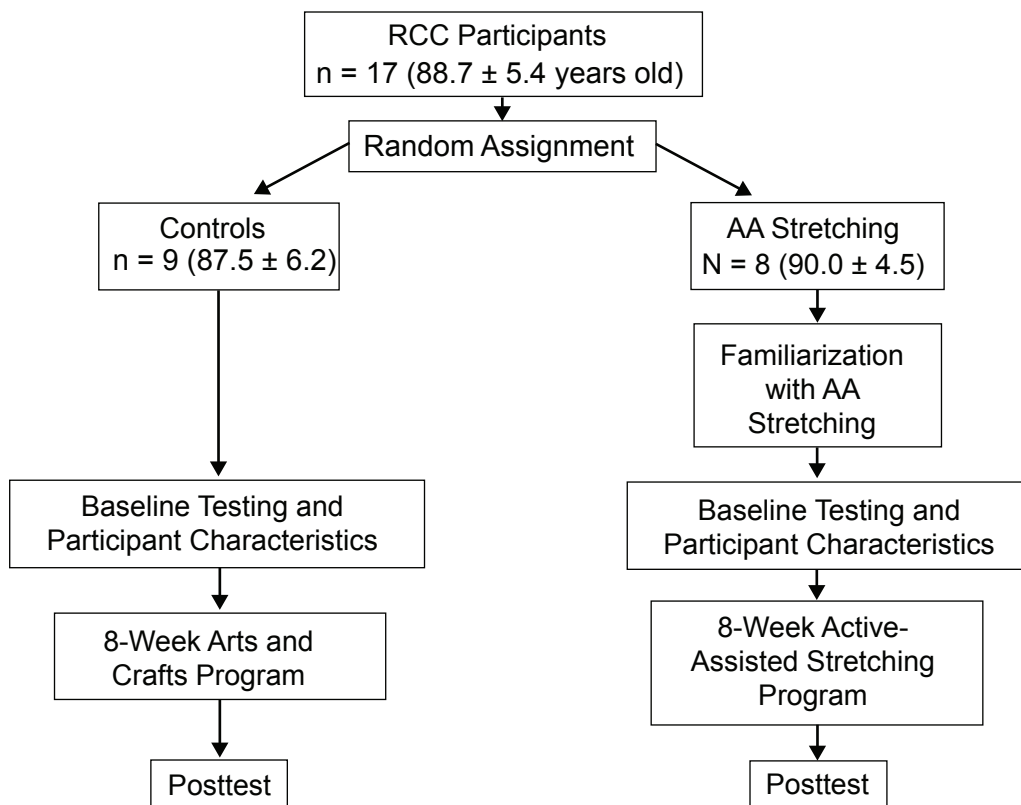 RCC Participants
n = 17 (88.7 ± 5.4 years old)
Random Assignment
Controls
n = 9 (87.5 ± 6.2)
AA Stretching
N = 8 (90.0 ± 4.5)
Familiarization
with AA
Stretching
Baseline Testing and
Participant Characteristics
Baseline Testing and
Participant Characteristics
8-Week Arts and
Crafts Program
8-Week Active-
Assisted Stretching
Program
Posttest
Posttest